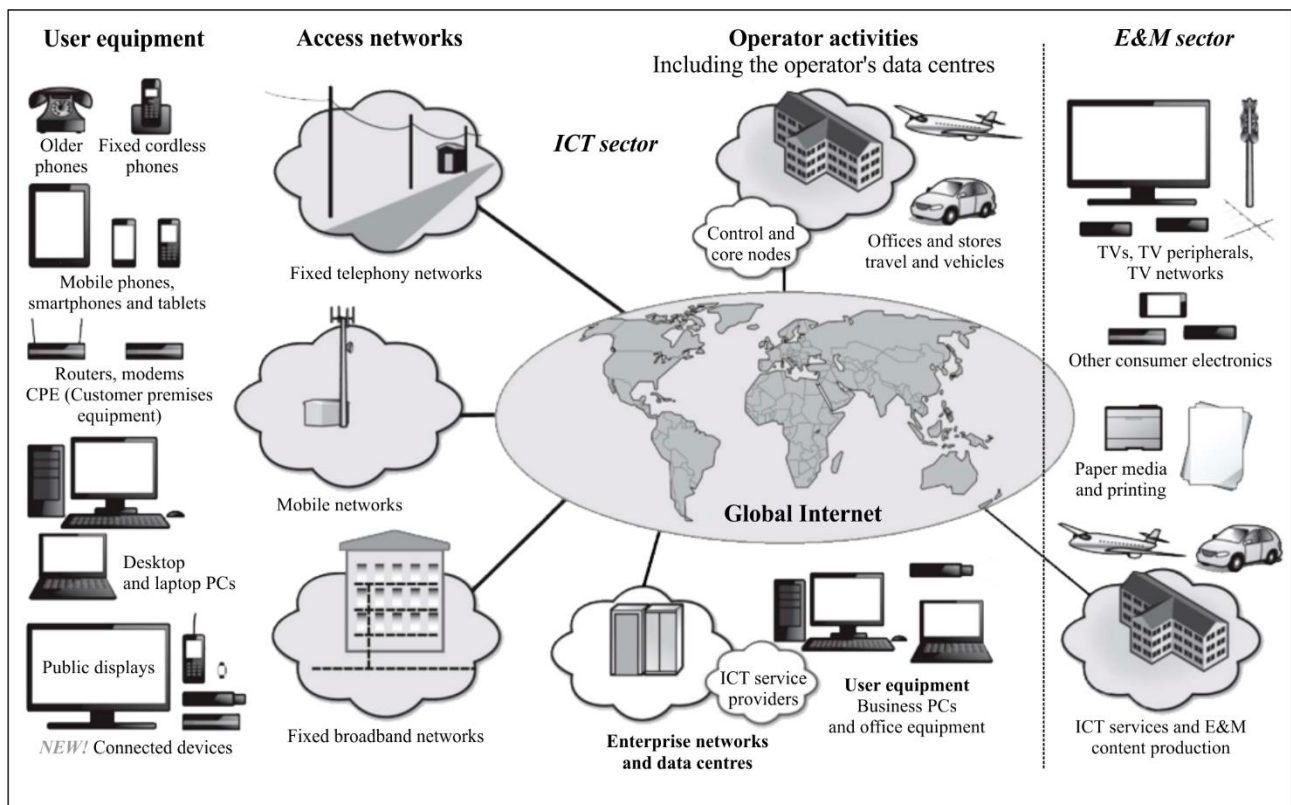 User equipment
Older
phones
Fixed cordless
phones
Mobile phones,
smartphones and tablets
Routers, modems
CPE (Customer premises
equipment)
Desktop
and laptop PCs
Public displays
NEW! Connected devices
Access networks
Fixed telephony networks
Mobile networks
Fixed broadband networks
ICT sector
Operator activities
Including the operator's data centres
Control and
core nodes
Offices and stores
travel and vehicles
Global Internet
ICT service
providers
Enterprise networks
and data centres
User equipment
Business PCs
and office equipment
E&M sector
TVs, TV peripherals,
TV networks
Other consumer electronics
Paper media
and printing
ICT services and E&M
content production